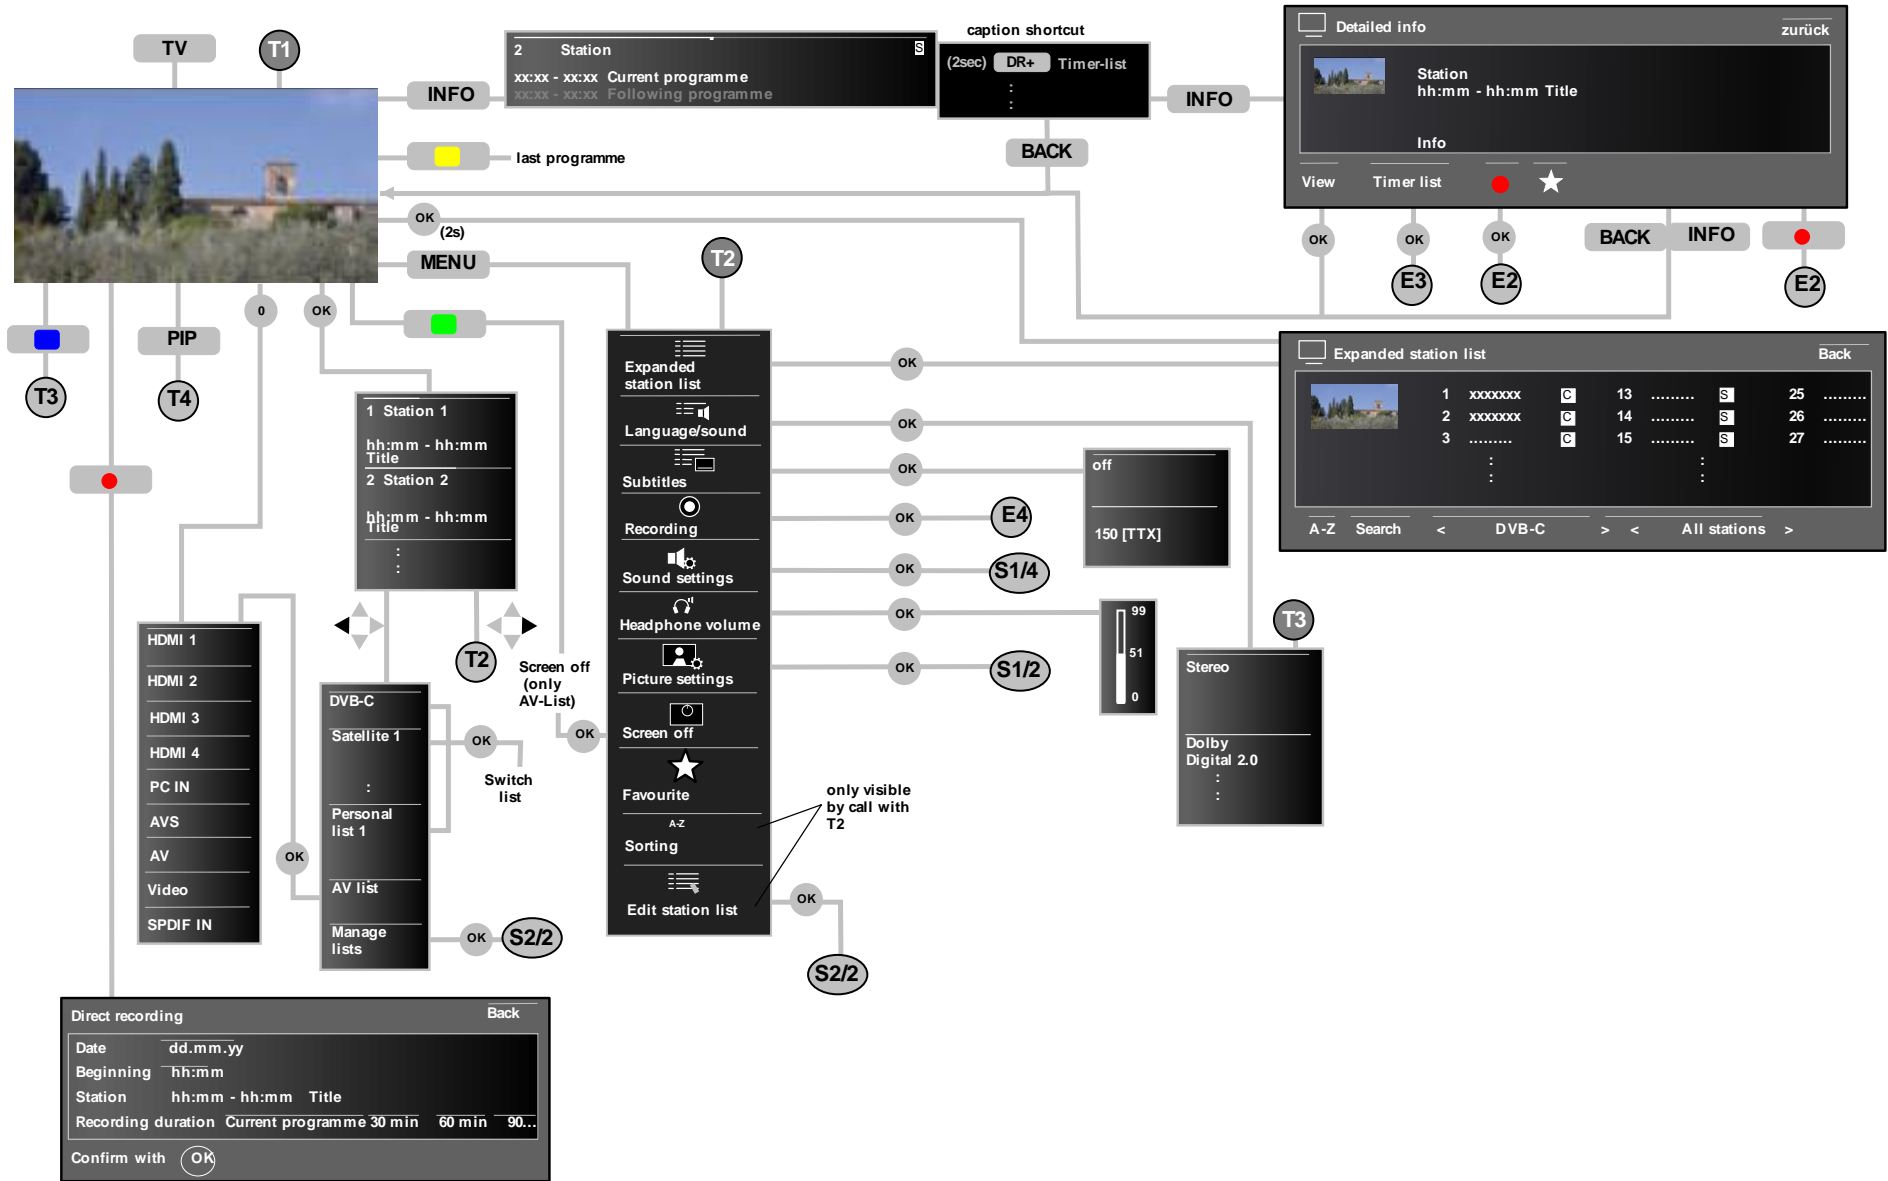 TV
T1
INFO
2 Station S
xx:xx - xx:xx Current programme
xx:xx - xx:xx Following programme
caption shortcut
(2sec) DR+ Timer-list
:
:
INFO
BACK
last programme
Detailed info
zurück
Station
hh:mm - hh:mm Title
Info
View Timer list
OK
OK
OK
E3
E2
BACK
INFO
E2
OK
(2s)
MENU
T2
0
OK
PIP
T3
T4
Expanded station list
Back
1 xxxxxxx C 13 ......... S 25 .........
2 xxxxxxx C 14 ......... S 26 .........
3 ......... C 15 ......... S 27 .........
: :
: :
A-Z Search < DVB-C > < All stations >
1 Station 1
hh:mm - hh:mm
Title
2 Station 2
hh:mm - hh:mm
Title
:
:
T2
Screen off
(only
AV-List)
OK
HDMI 1
HDMI 2
HDMI 3
HDMI 4
PC IN
AVS
AV
Video
SPDIF IN
OK
DVB-C
Satellite 1
:
Personal
list 1
AV list
Manage
lists
OK
Switch
list
OK
S2/2
Expanded
station list
OK
Language/sound
OK
Subtitles
OK
Recording
OK
E4
Sound settings
OK
S1/4
Headphone volume
OK
Picture settings
OK
S1/2
Screen off
Favourite
A-Z
Sorting
Edit station list
OK
S2/2
only visible
by call with
T2
off
150 [TTX]
99
51
0
T3
Stereo
Dolby
Digital 2.0
:
:
Direct recording
Back
Date dd.mm.yy
Beginning hh:mm
Station hh:mm - hh:mm Title
Recording duration Current programme 30 min 60 min 90...
Confirm with OK